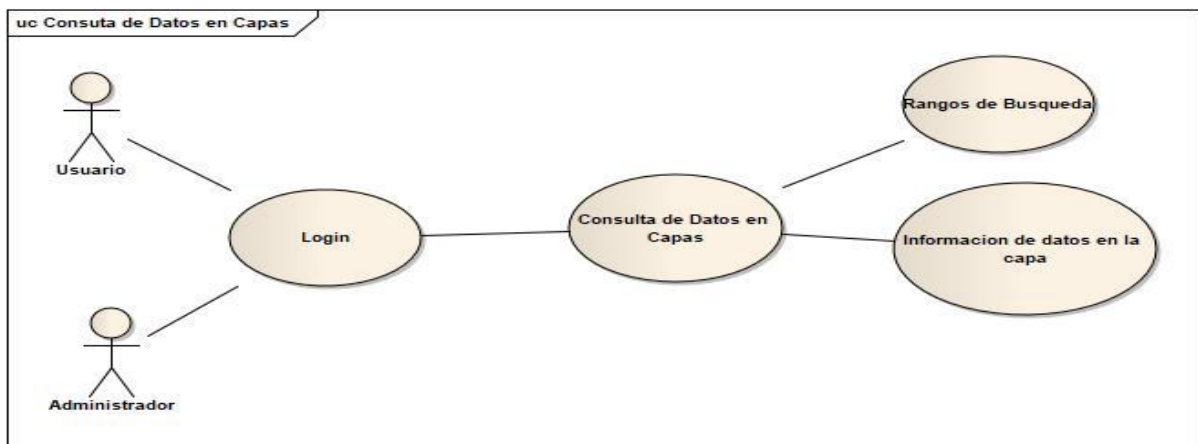 uc Consuta de Datos en Capas
Usuario
Administrador
Login
Consulta de Datos en
Capas
Rangos de Busqueda
Informacion de datos en la
capa